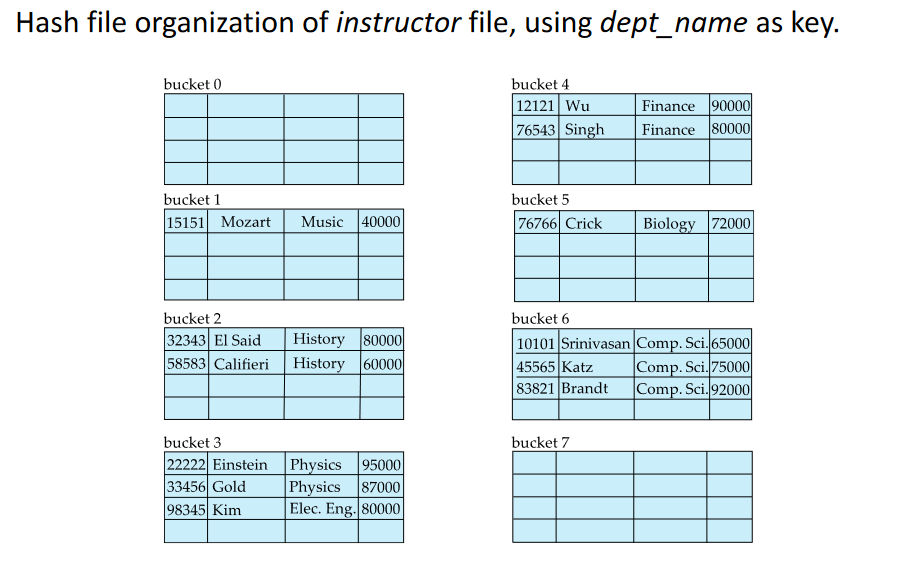 Hash file organization of instructor file, using dept_name as key.
bucket 0
bucket 1
15151 Mozart Music 40000
bucket 2
32343 El Said History 80000
58583 Califieri History 60000
bucket 3
22222 Einstein Physics 95000
33456 Gold Physics 87000
98345 Kim Elec. Eng. 80000
bucket 4
12121 Wu Finance 90000
76543 Singh Finance 80000
bucket 5
76766 Crick Biology 72000
bucket 6
10101 Srinivasan Comp. Sci. 65000
45565 Katz Comp. Sci. 75000
83821 Brandt Comp. Sci. 92000
bucket 7